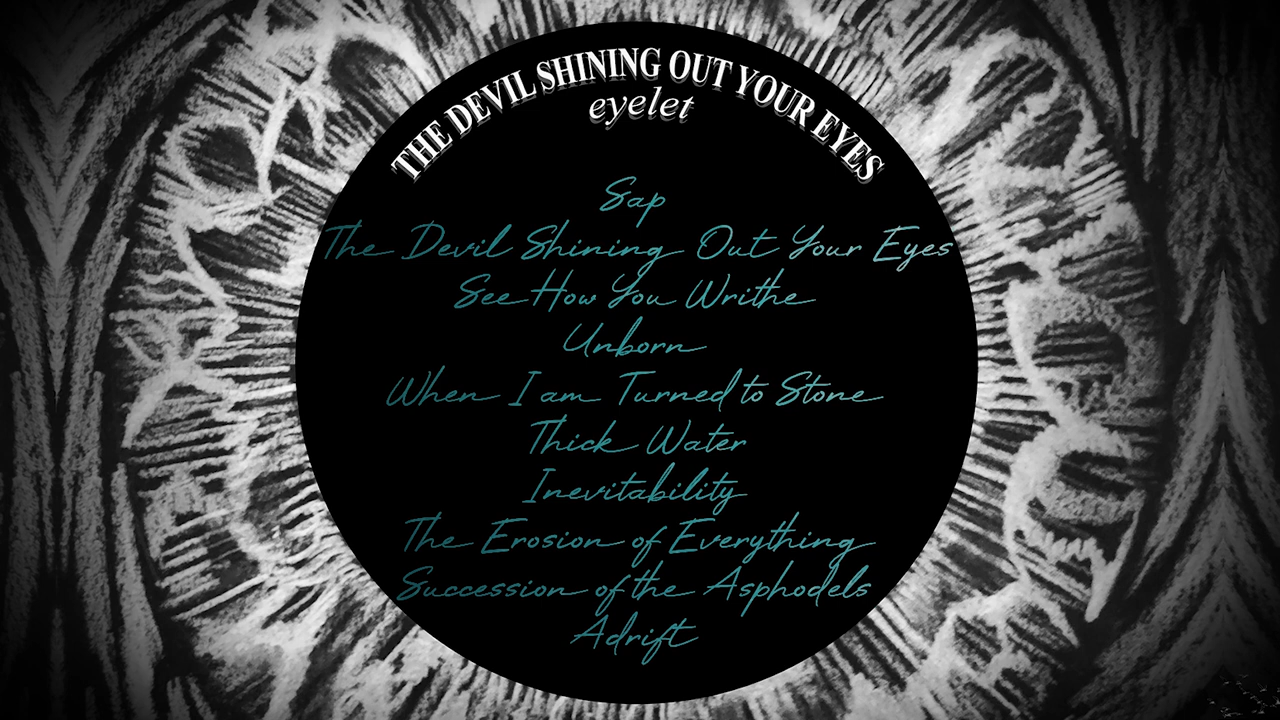 THE DEVIL SHINING OUT YOUR EYES
eyelet
Sap
The Devil Shining Out Your Eyes
See How You Writhe
Unborn
When I am Turned to Stone
Thick Water
Inevitability
The Erosion of Everything
Succession of the Asphodels
Adrift